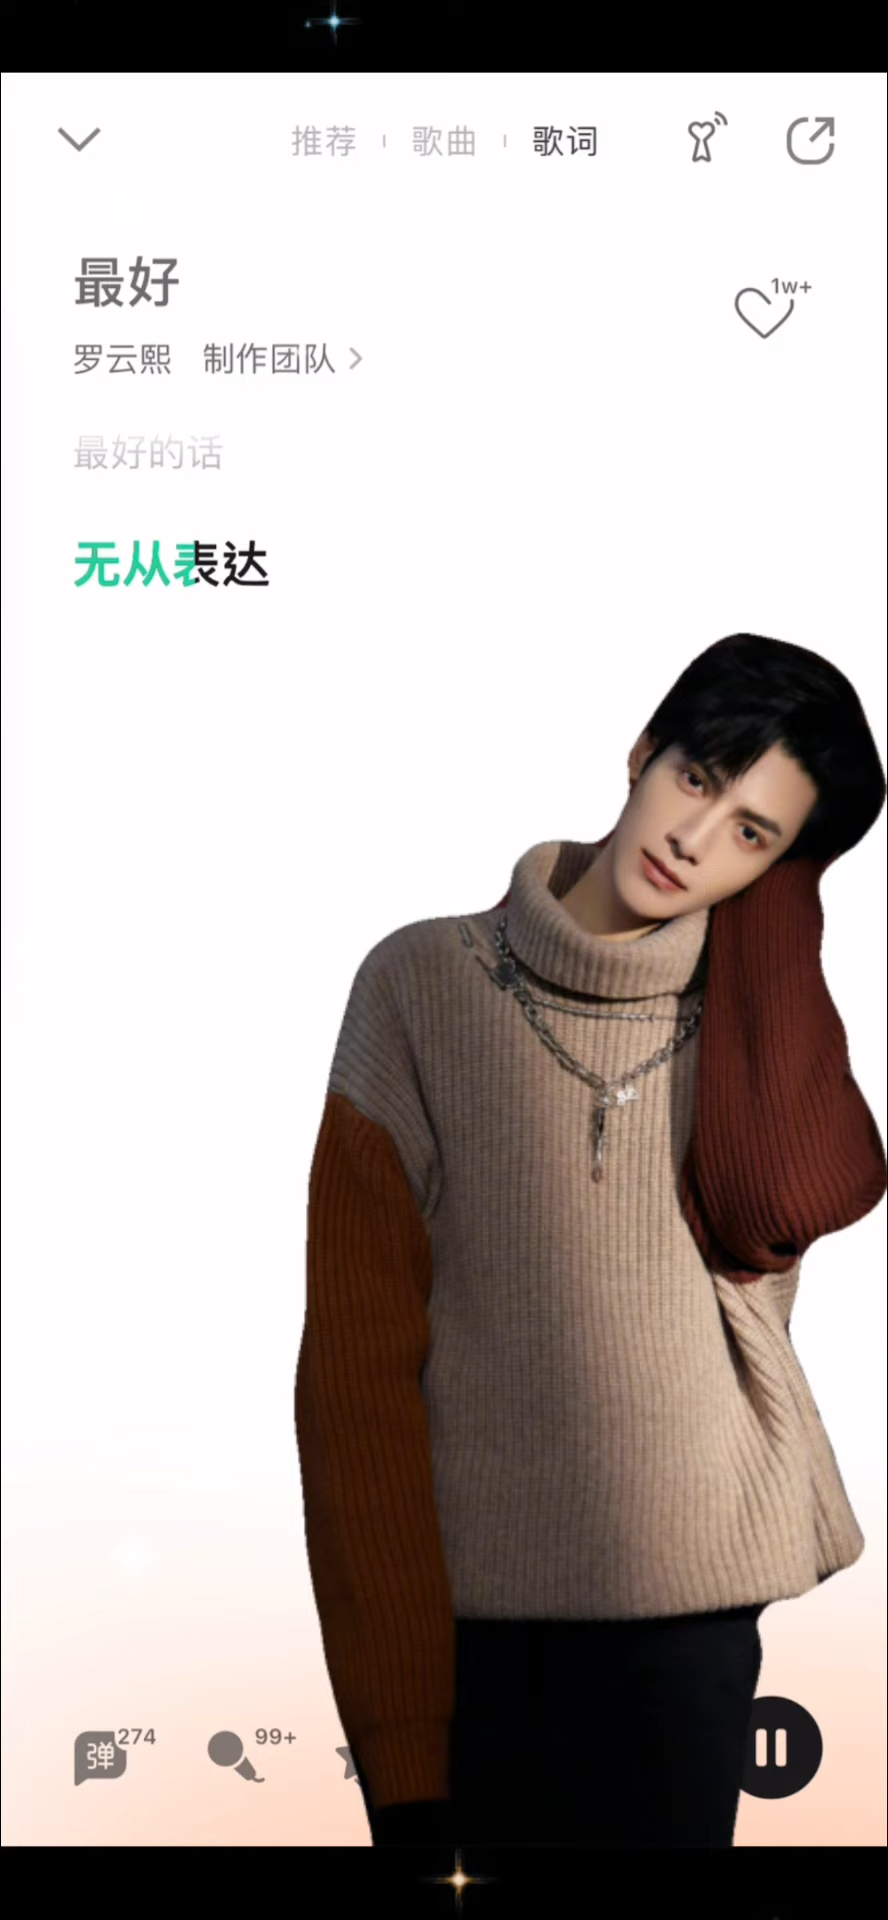 推荐 歌曲 歌词
最好
1w+
罗云熙 制作团队 >
最好的话
无从表达
弹 274 99+